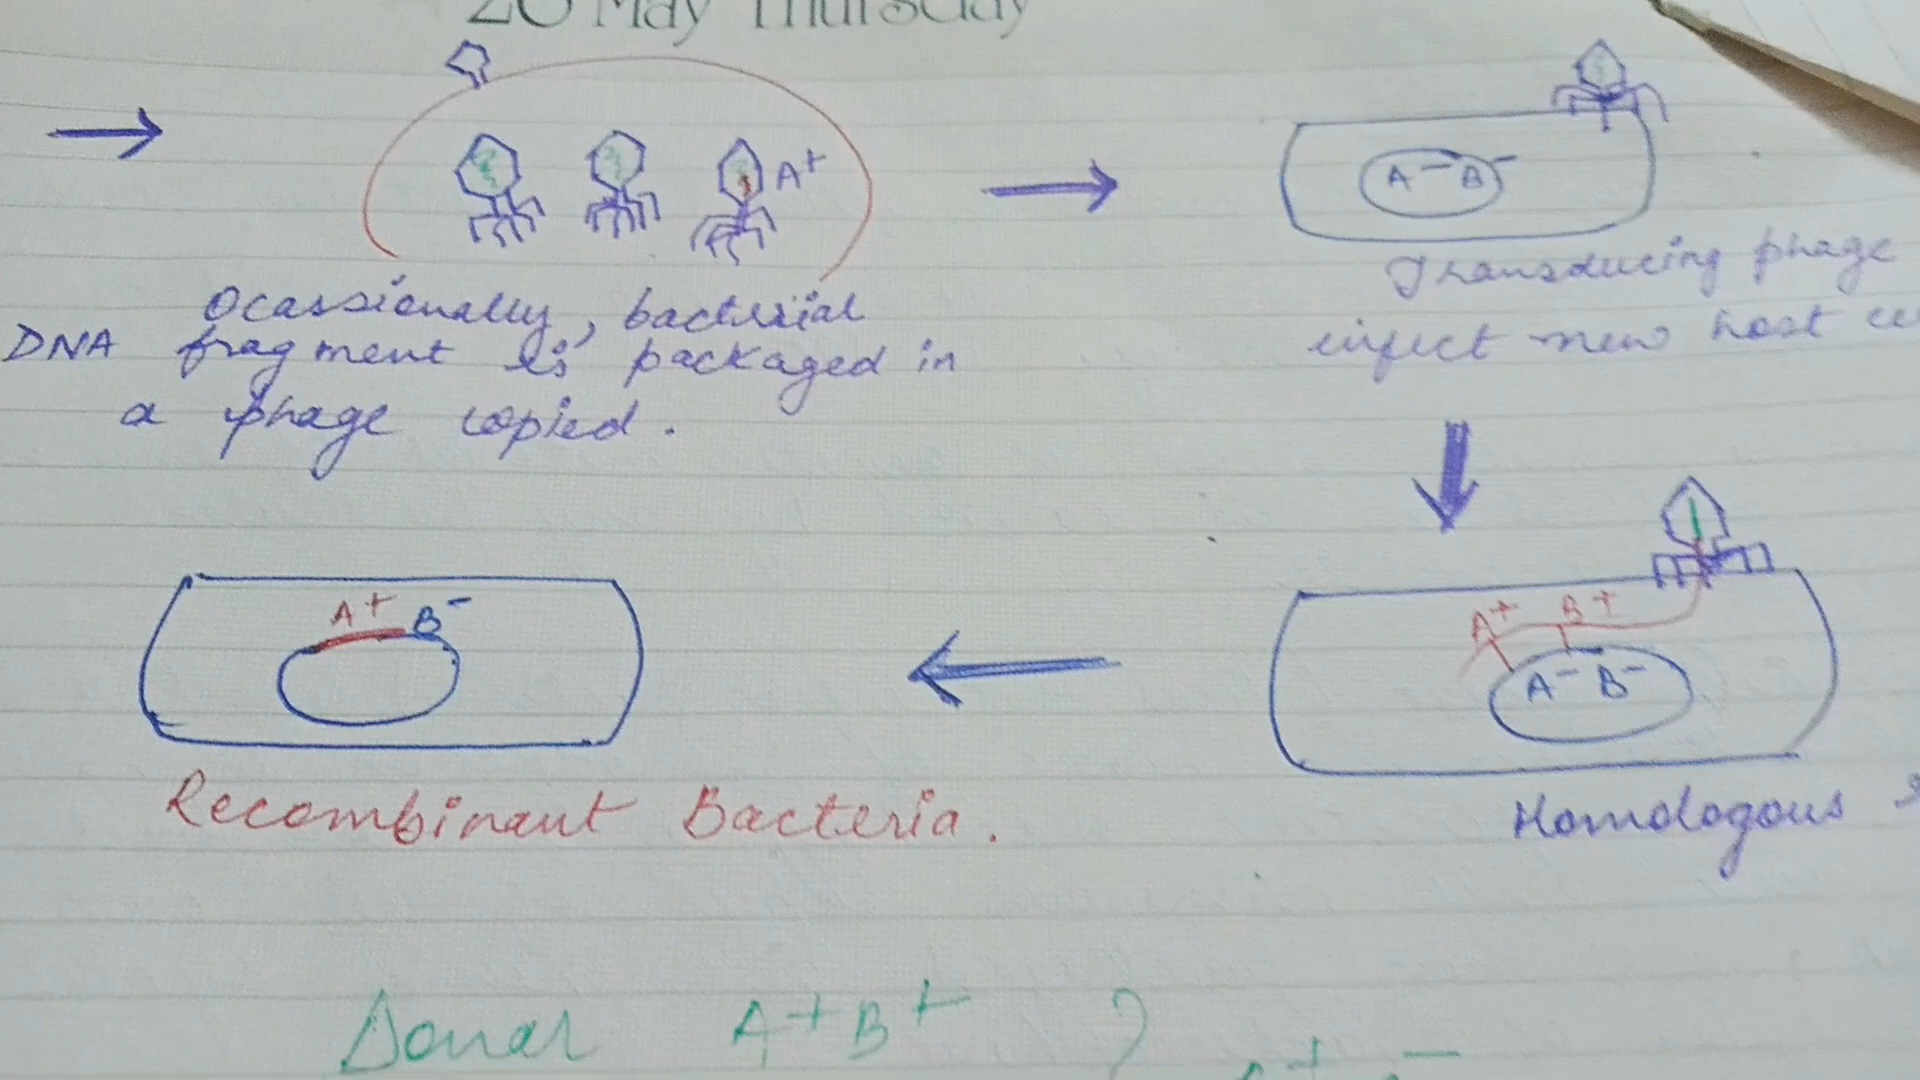 20 May Thursday
A+
A- B-
Ocassionally, bacterial
DNA fragment is packaged in
a phage copied.
Transducing phage
infect new host
A+ B+
A- B-
A+ B-
Homologous
Recombinant Bacteria.
Donar A+ B+